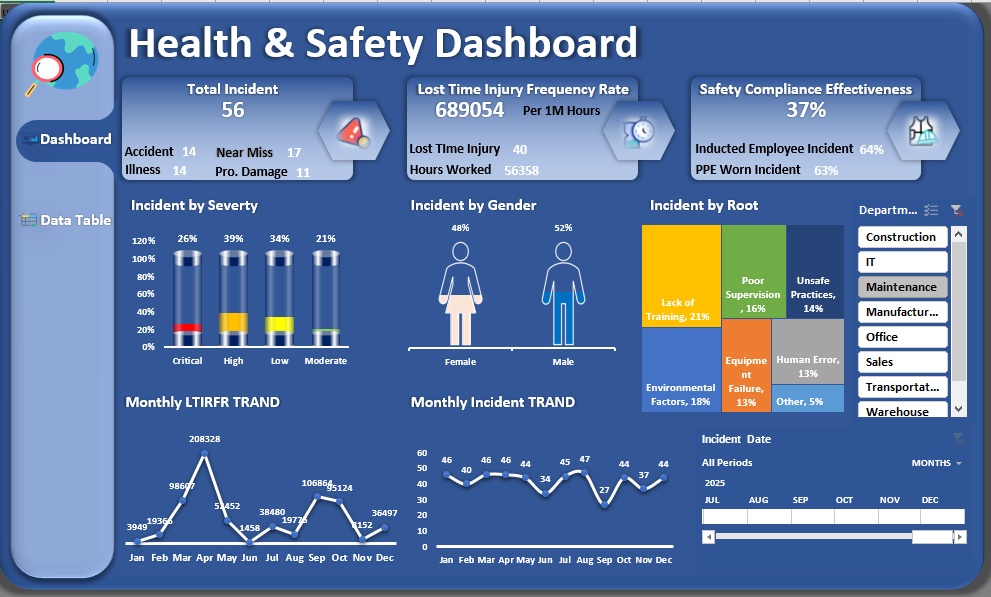 Health & Safety Dashboard
Dashboard
Data Table
Total Incident
56
Accident 14 Near Miss 17
Illness 14 Pro. Damage 11
Lost Time Injury Frequency Rate
689054 Per 1M Hours
Lost TIme Injury 40
Hours Worked 56358
Safety Compliance Effectiveness
37%
Inducted Employee Incident 64%
PPE Worn Incident 63%
Incident by Severty
120%
100%
80%
60%
40%
20%
0%
26% 39% 34% 21%
Critical High Low Moderate
Incident by Gender
48% 52%
Female Male
Incident by Root
Lack of
Training, 21%
Poor
Supervision
, 16%
Unsafe
Practices,
14%
Environmental
Factors, 18%
Equipme
nt
Failure,
13%
Human Error,
13%
Other, 5%
Departm...
Construction
IT
Maintenance
Manufactur...
Office
Sales
Transportat...
Warehouse
Monthly LTIRFR TRAND
3949 19366 98607 208328 52452 1458 38480 19773 106864 95124 8152 36497
Jan Feb Mar Apr May Jun Jul Aug Sep Oct Nov Dec
Monthly Incident TRAND
60
50
40
30
20
10
0
46 40 46 46 44 34 45 47 27 44 37 44
Jan Feb Mar Apr May Jun Jul Aug Sep Oct Nov Dec
Incident Date
All Periods MONTHS
2025
JUL AUG SEP OCT NOV DEC